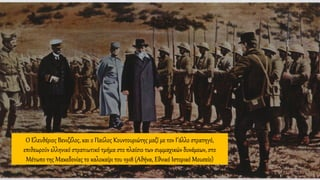 Ο Ελευθέριος Βενιζέλος, και ο Παύλος Κουντουριώτης μαζί με τον Γάλλο στρατηγό,
επιθεωρούν ελληνικό στρατιωτικό τμήμα στο πλαίσιο των συμμαχικών δυνάμεων, στο
Μέτωπο της Μακεδονίας το καλοκαίρι του 1918 (Αθήνα, Εθνικό Ιστορικό Μουσείο)